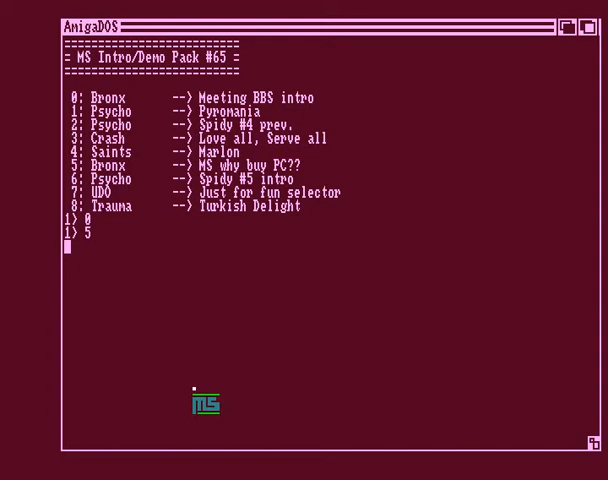 AmigaDOS
===========================
= MS Intro/Demo Pack #65 =
===========================
0: Bronx --> Meeting BBS intro
1: Psycho --> Pyromania
2: Psycho --> Spidy #4 prev.
3: Crash --> Love all, Serve all
4: Saints --> Marlon
5: Bronx --> MS why buy PC??
6: Psycho --> Spidy #5 intro
7: UDO --> Just for fun selector
8: Trauma --> Turkish Delight
1> 0
1> 5
MS